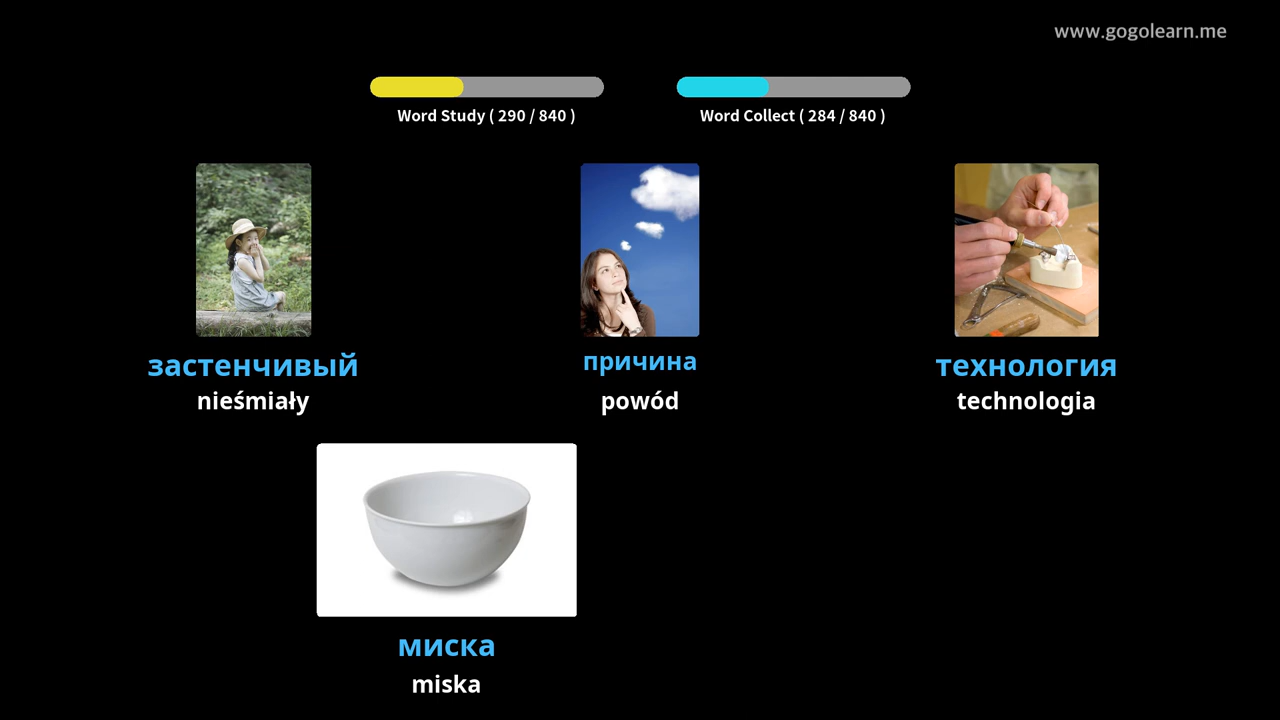 www.gogolearn.me
Word Study ( 290 / 840 )
Word Collect ( 284 / 840 )
застенчивый
причина
технология
nieśmiały
powód
technologia
миска
miska